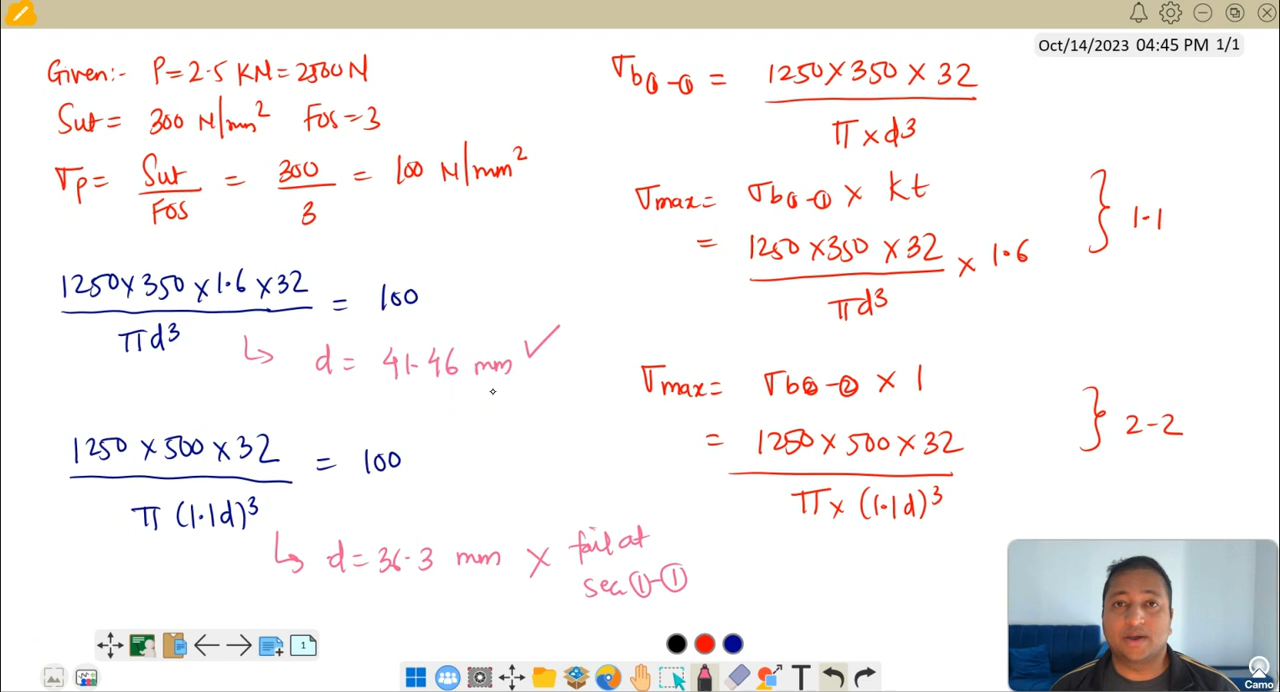 Oct/14/2023 04:45 PM 1/1
Given:- P=2.5 KN=2500N
Sut= 300 N/mm² FOS=3
σp= Sut/FOS = 300/3 = 100 N/mm²
1250×350×1.6×32/πd³ = 100
↳ d= 41.46 mm ✓
1250×500×32/π(1.1d)³ = 100
↳ d=36.3 mm × fail at
sec ①-①
σb①-① = 1250×350×32/π×d³
σmax= σb①-① × kt
= 1250×350×32/πd³ × 1.6
} 1-1
σmax= σb②-② × 1
= 1250×500×32/π×(1.1d)³
} 2-2
1
T
Camo